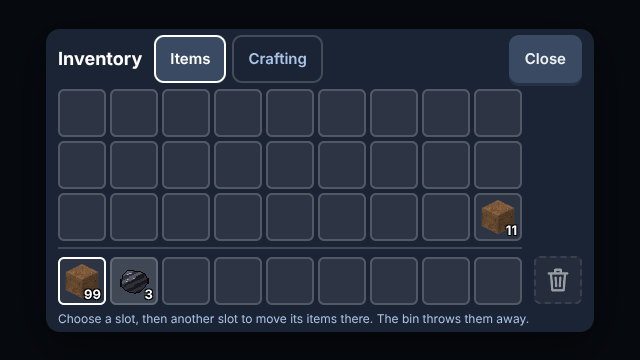 Inventory Items Crafting Close
11
99 3
Choose a slot, then another slot to move its items there. The bin throws them away.